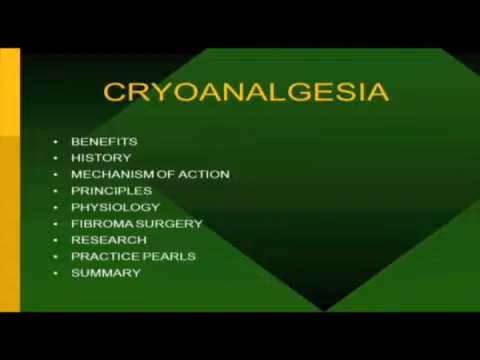 CRYOANALGESIA
• BENEFITS
• HISTORY
• MECHANISM OF ACTION
• PRINCIPLES
• PHYSIOLOGY
• FIBROMA SURGERY
• RESEARCH
• PRACTICE PEARLS
• SUMMARY